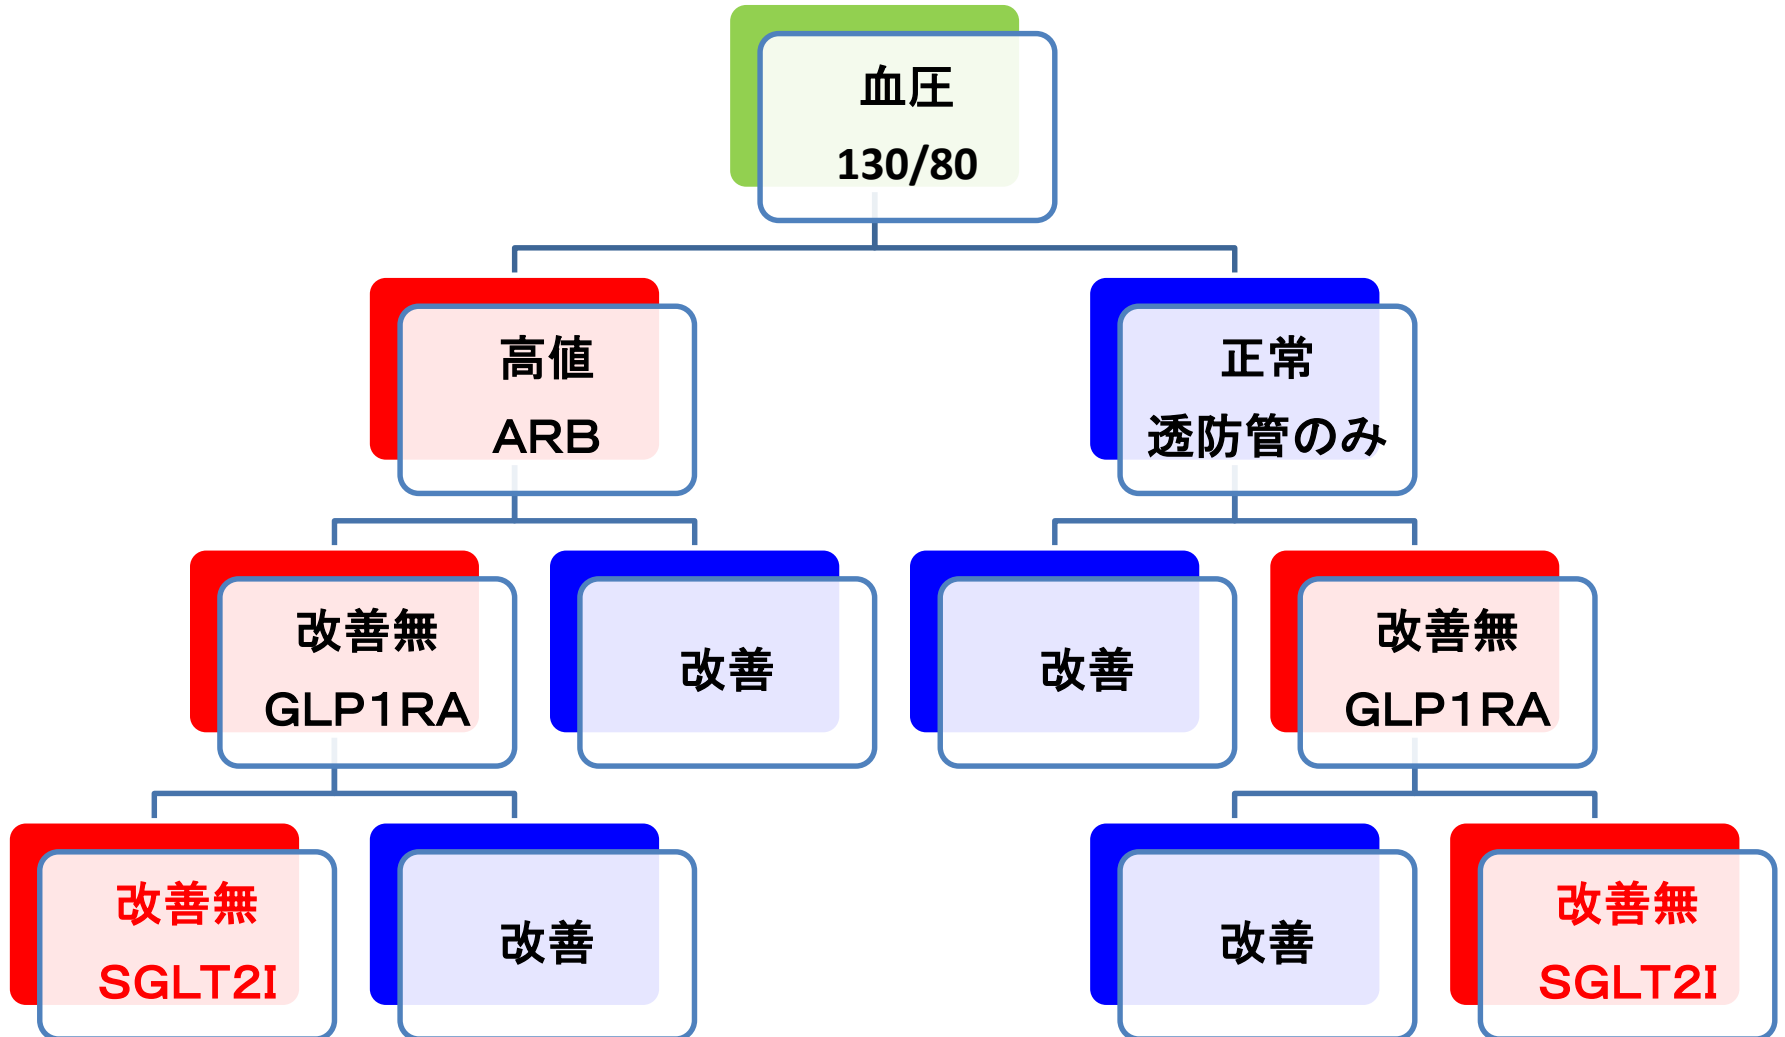 血圧
130/80
高値
ARB
正常
透防管のみ
改善無
GLP1RA
改善
改善
改善無
GLP1RA
改善無
SGLT2I
改善
改善
改善無
SGLT2I